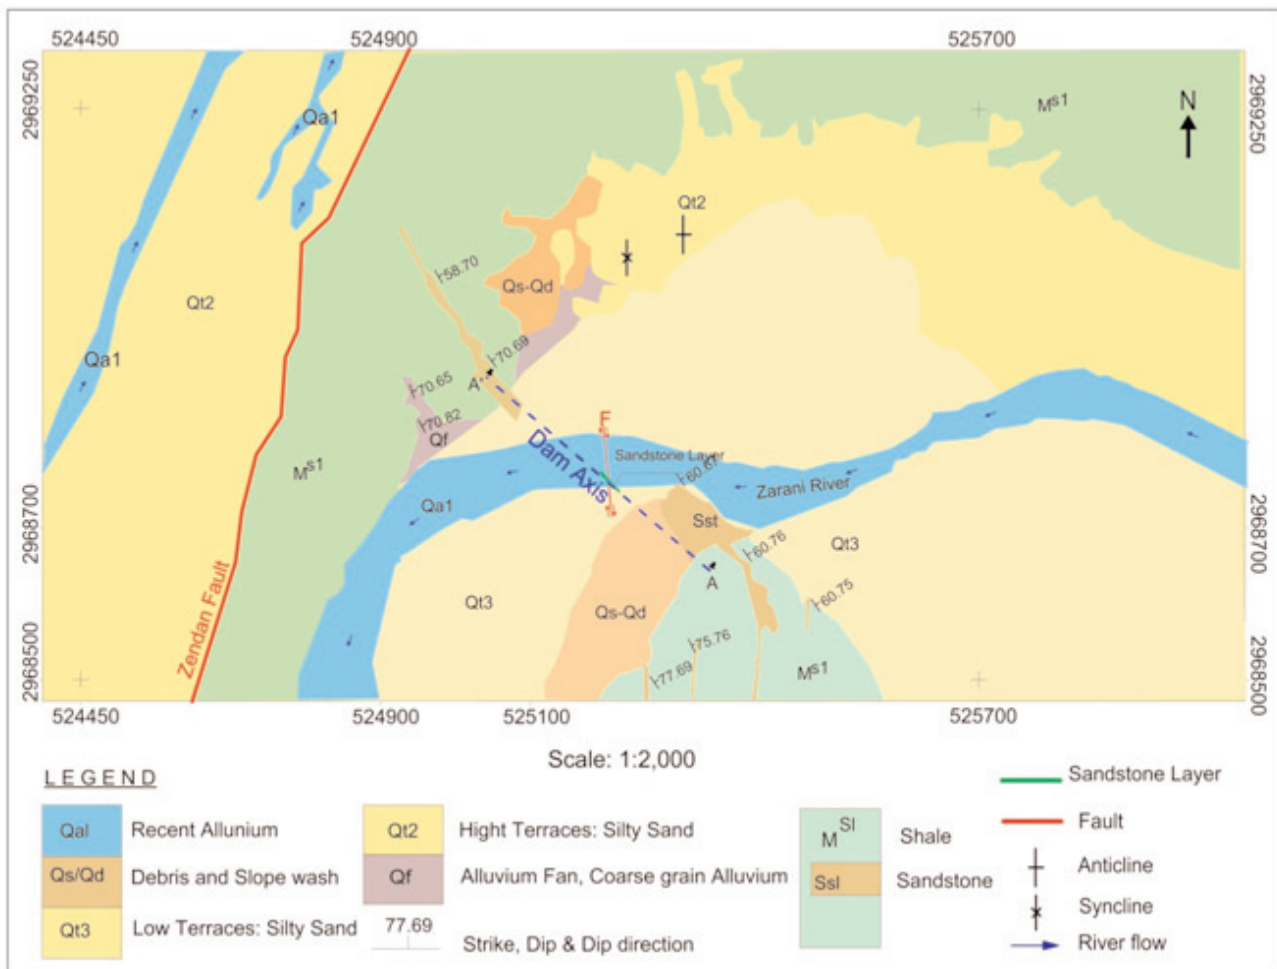 524450 524900 525700
2969250
2969250
N
Ms1
Qa1
Qt2
Qt2
58.70
Qs-Qd
Qa1
70.69
A'
70.65
70.82
Qf
F
Dam Axis
Sandstone Layer
60.67
Ms1
Zarani River
Qa1
Sst
2968700
2968700
60.76
Qt3
A
60.75
Qt3
Qs-Qd
75.76
77.69
Ms1
Zendan Fault
2968500
2968500
524450 524900 525100 525700
Scale: 1:2,000
LEGEND
Qal Recent Allunium
Qs/Qd Debris and Slope wash
Qt3 Low Terraces: Silty Sand
Qt2 Hight Terraces: Silty Sand
Qf Alluvium Fan, Coarse grain Alluvium
77.69 Strike, Dip & Dip direction
MSl Shale
Ssl Sandstone
Sandstone Layer
Fault
Anticline
Syncline
River flow